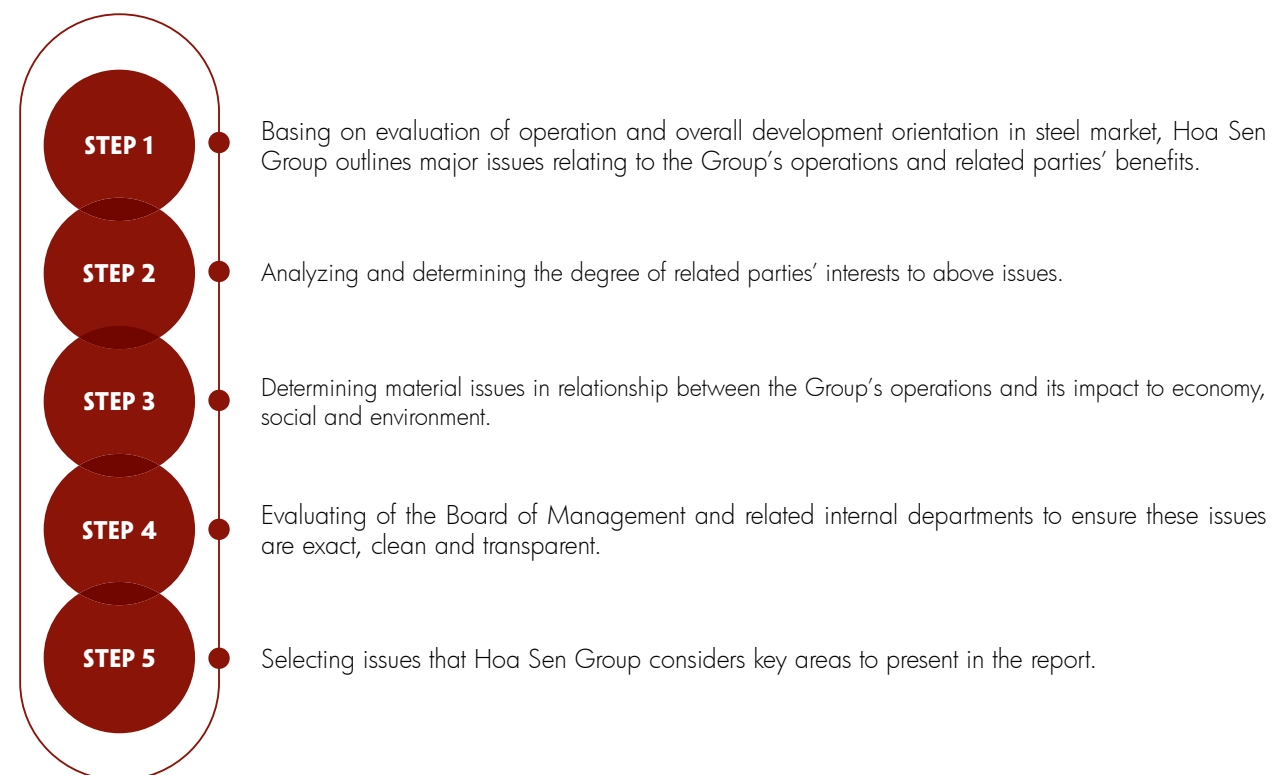 STEP 1
Basing on evaluation of operation and overall development orientation in steel market, Hoa Sen
Group outlines major issues relating to the Group’s operations and related parties’ benefits.
STEP 2
Analyzing and determining the degree of related parties’ interests to above issues.
STEP 3
Determining material issues in relationship between the Group’s operations and its impact to economy,
social and environment.
STEP 4
Evaluating of the Board of Management and related internal departments to ensure these issues
are exact, clean and transparent.
STEP 5
Selecting issues that Hoa Sen Group considers key areas to present in the report.